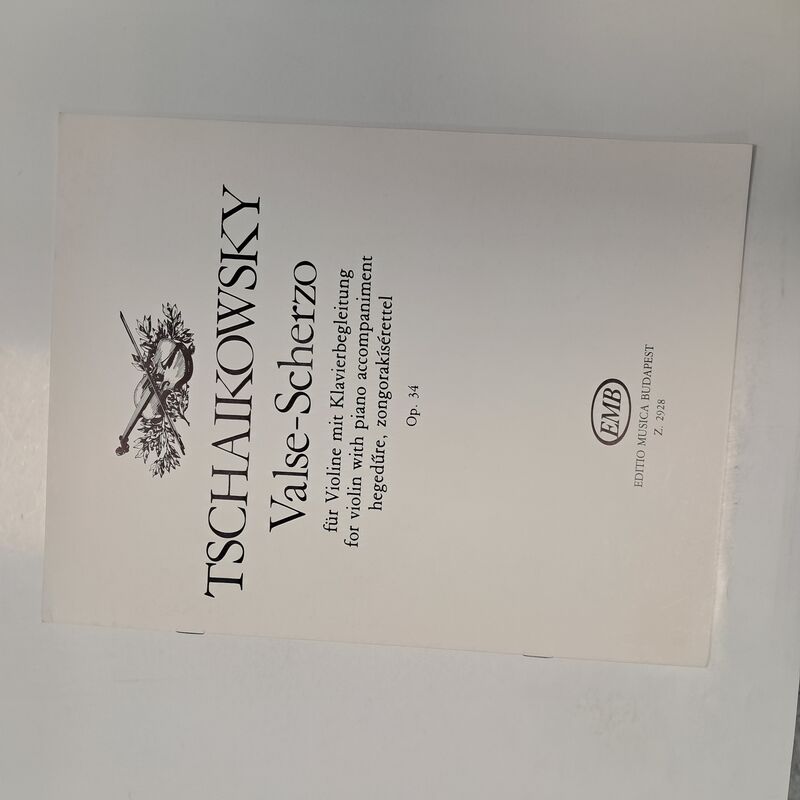 TSCHAIKOWSKY
Valse-Scherzo
für Violine mit Klavierbegleitung
for violin with piano accompaniment
hegedűre, zongorakísérettel
Op. 34
EMB
EDITIO MUSICA BUDAPEST
Z. 2928